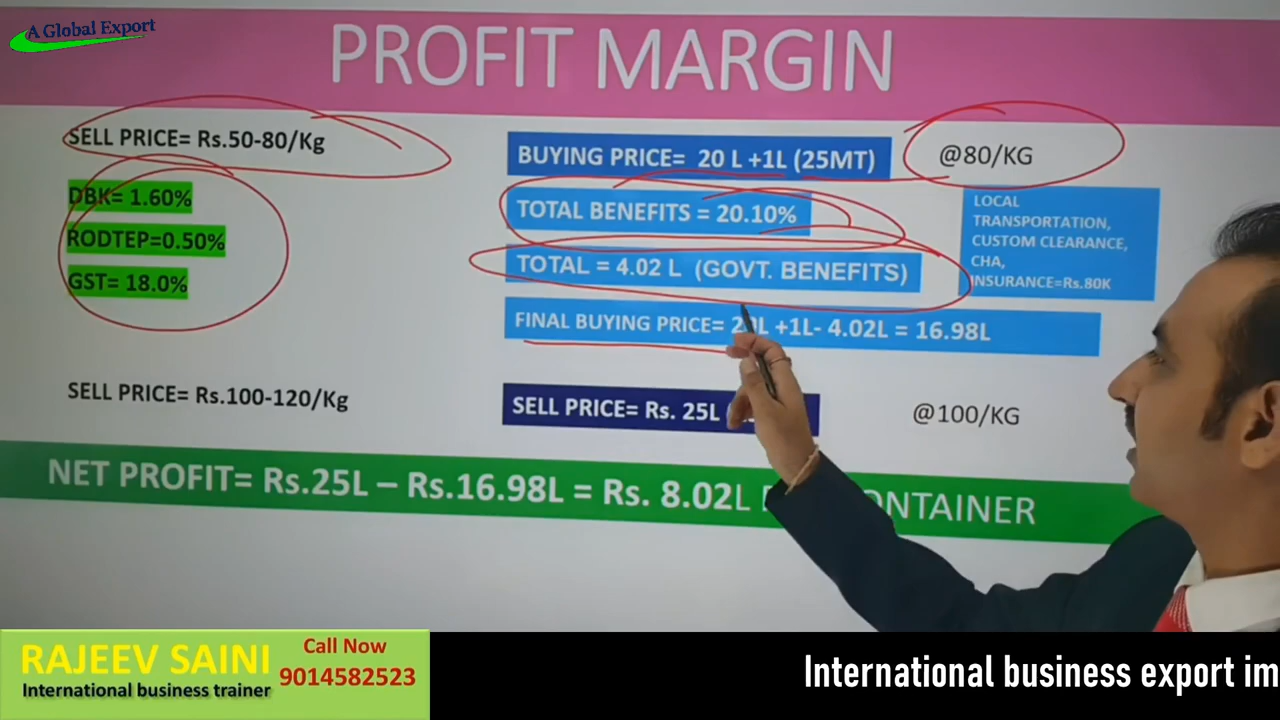 A Global Export
PROFIT MARGIN
SELL PRICE= Rs.50-80/Kg
DBK= 1.60%
RODTEP=0.50%
GST= 18.0%
SELL PRICE= Rs.100-120/Kg
BUYING PRICE= 20 L +1L (25MT)
@80/KG
TOTAL BENEFITS = 20.10%
TOTAL = 4.02 L (GOVT. BENEFITS)
LOCAL
TRANSPORTATION,
CUSTOM CLEARANCE,
CHA,
INSURANCE=Rs.80K
FINAL BUYING PRICE= 20L +1L- 4.02L = 16.98L
SELL PRICE= Rs. 25L
@100/KG
NET PROFIT= Rs.25L – Rs.16.98L = Rs. 8.02L
RAJEEV SAINI
International business trainer
Call Now
9014582523
International business export im